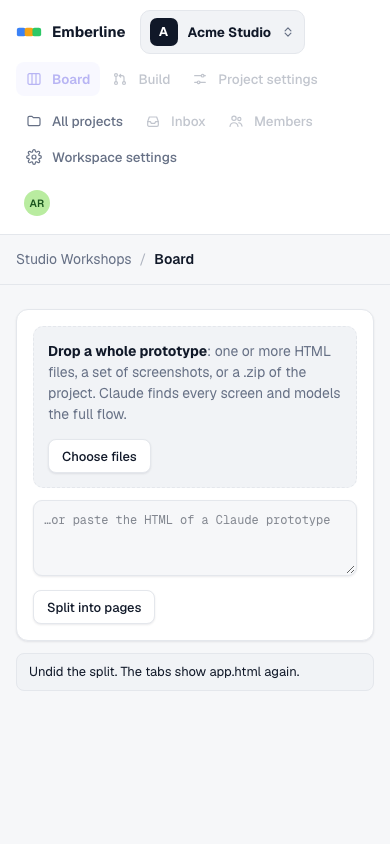 Emberline
A
Acme Studio
Board
Build
Project settings
All projects
Inbox
Members
Workspace settings
AR
Studio Workshops / Board
Drop a whole prototype: one or more HTML
files, a set of screenshots, or a .zip of the
project. Claude finds every screen and models
the full flow.
Choose files
…or paste the HTML of a Claude prototype
Split into pages
Undid the split. The tabs show app.html again.